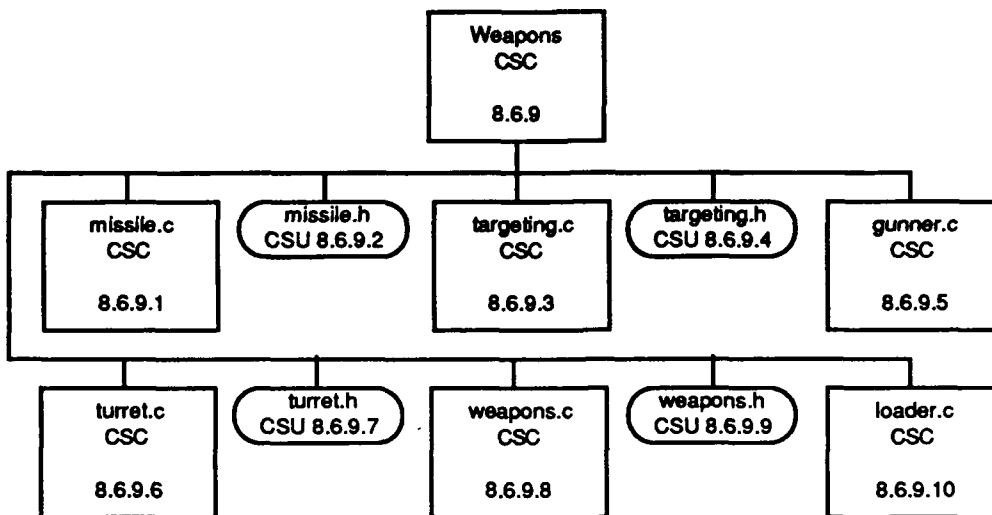 Weapons
CSC
8.6.9
missile.c
CSC
8.6.9.1
missile.h
CSU 8.6.9.2
targeting.c
CSC
8.6.9.3
targeting.h
CSU 8.6.9.4
gunner.c
CSC
8.6.9.5
turret.c
CSC
8.6.9.6
turret.h
CSU 8.6.9.7
weapons.c
CSC
8.6.9.8
weapons.h
CSU 8.6.9.9
loader.c
CSC
8.6.9.10